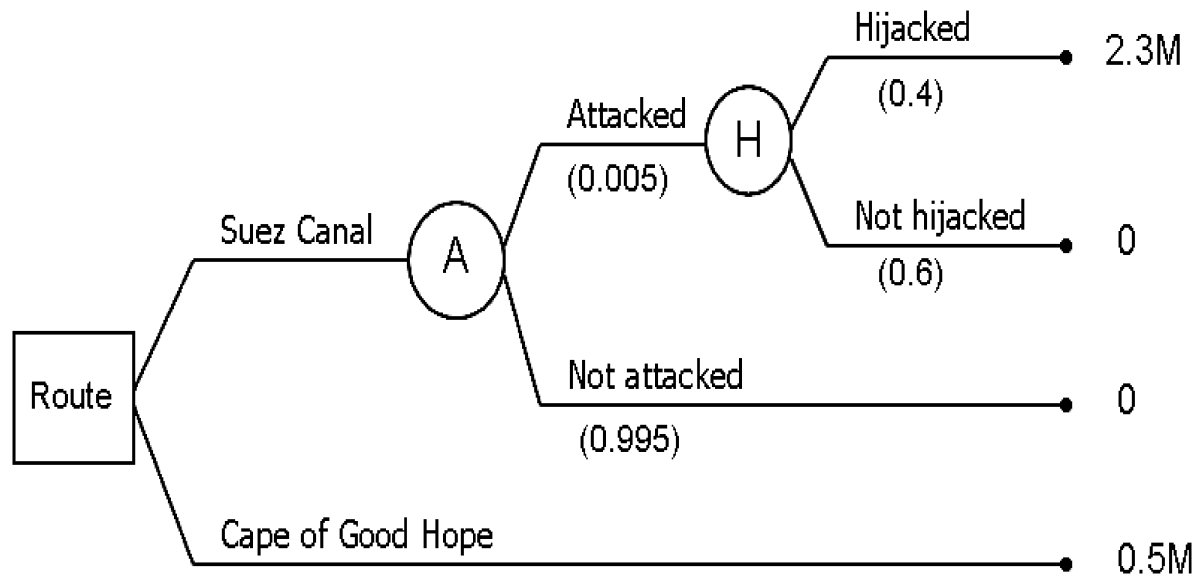 Hijacked
2.3M
(0.4)
Attacked
H
(0.005)
Not hijacked
0
(0.6)
Suez Canal
A
Not attacked
0
(0.995)
Route
Cape of Good Hope
0.5M